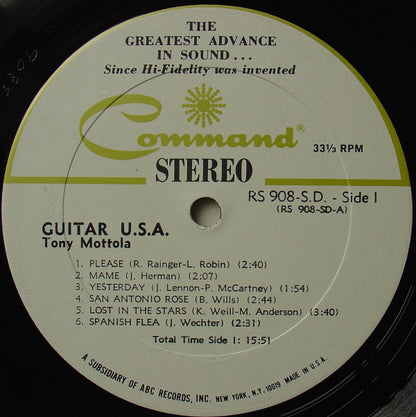 THE
GREATEST ADVANCE
IN SOUND...
Since Hi-Fidelity was invented
Command®
33⅓ RPM
STEREO
RS 908-S.D. - Side 1
(RS 908-SD-A)
GUITAR U.S.A.
Tony Mottola
1. PLEASE (R. Rainger-L. Robin) (2:40)
2. MAME (J. Herman) (2:07)
3. YESTERDAY (J. Lennon-P. McCartney) (1:54)
4. SAN ANTONIO ROSE (B. Wills) (2:44)
5. LOST IN THE STARS (K. Weill-M. Anderson) (3:40)
6. SPANISH FLEA (J. Wechter) (2:31)
Total Time Side 1: 15:51
A SUBSIDIARY OF ABC RECORDS, INC. NEW YORK, N.Y. 10019 MADE IN U.S.A.